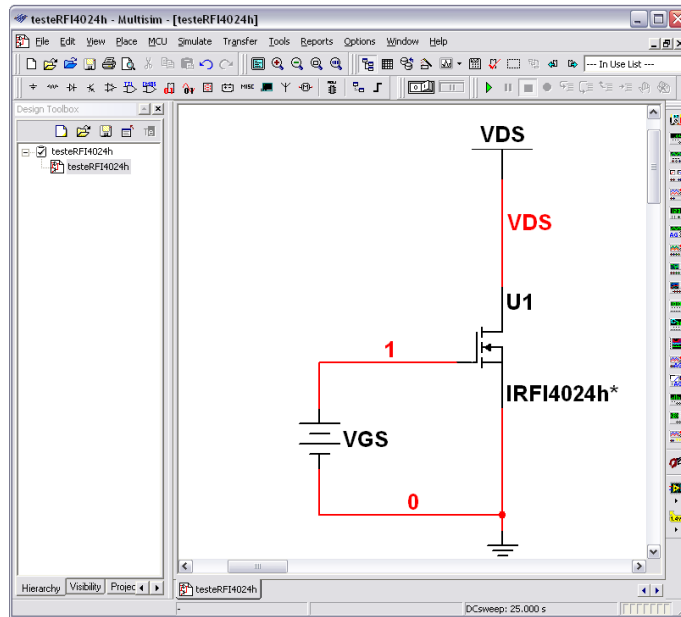 testeRFI4024h - Multisim - [testeRFI4024h]
File Edit View Place MCU Simulate Transfer Tools Reports Options Window Help
--- In Use List ---
MISC
Design Toolbox
testeRFI4024h
testeRFI4024h
VDS
VDS
U1
1
IRFI4024h*
VGS
0
Hierarchy Visibility Projec
testeRFI4024h
- DCsweep: 25.000 s